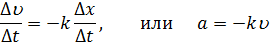 Δυ/Δt = −k Δx/Δt, или a = −kυ